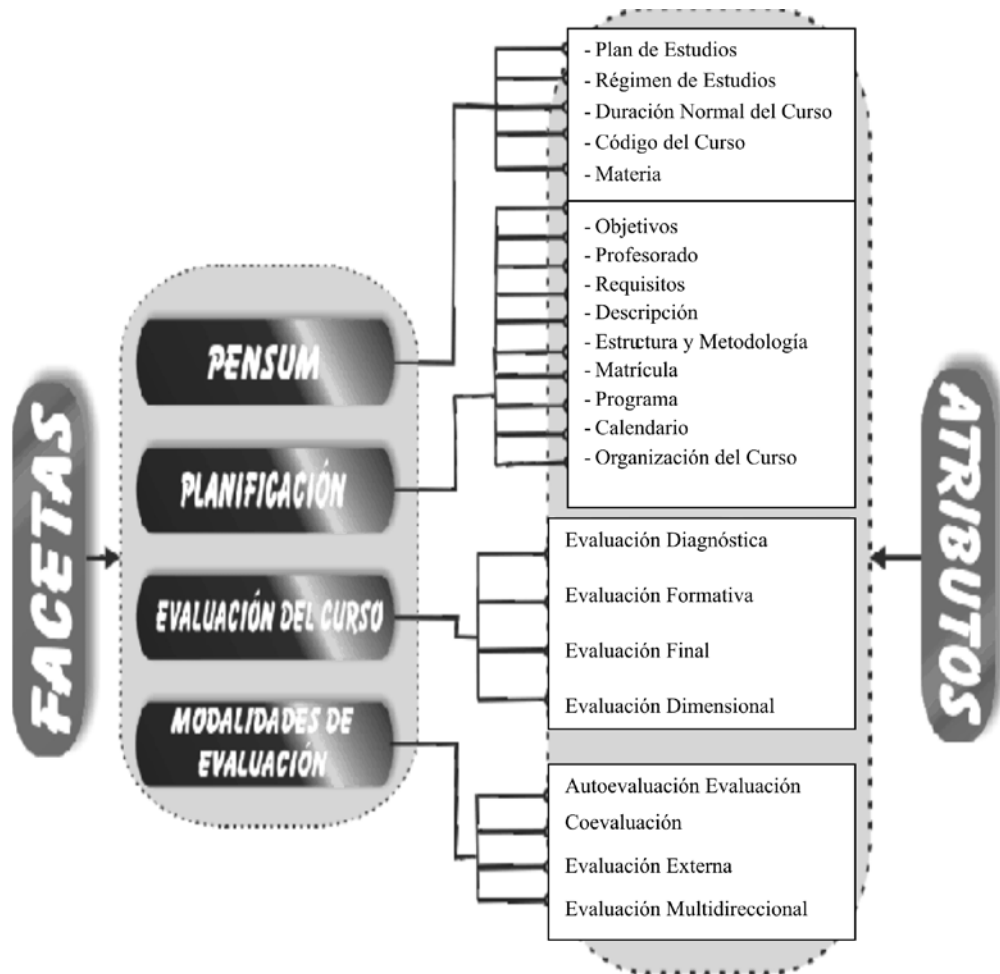 FACETAS
PENSUM
PLANIFICACIÓN
EVALUACIÓN DEL CURSO
MODALIDADES DE
EVALUACIÓN
- Plan de Estudios
- Régimen de Estudios
- Duración Normal del Curso
- Código del Curso
- Materia
- Objetivos
- Profesorado
- Requisitos
- Descripción
- Estructura y Metodología
- Matrícula
- Programa
- Calendario
- Organización del Curso
Evaluación Diagnóstica
Evaluación Formativa
Evaluación Final
Evaluación Dimensional
Autoevaluación Evaluación
Coevaluación
Evaluación Externa
Evaluación Multidireccional
ATRIBUTOS